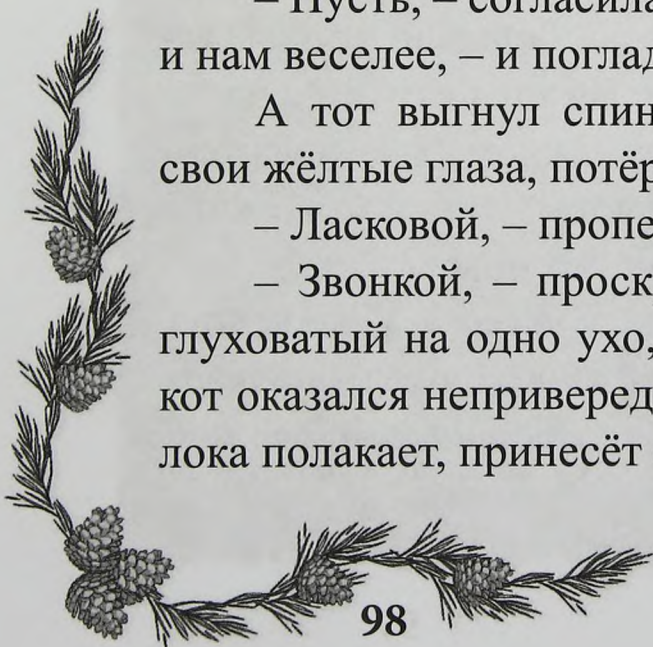 – Пусть, – согласила
и нам веселее, – и поглад
А тот выгнул спин
свои жёлтые глаза, потёр
– Ласковой, – пропе
– Звонкой, – проск
глуховатый на одно ухо,
кот оказался неприверед
лока полакает, принесёт
98